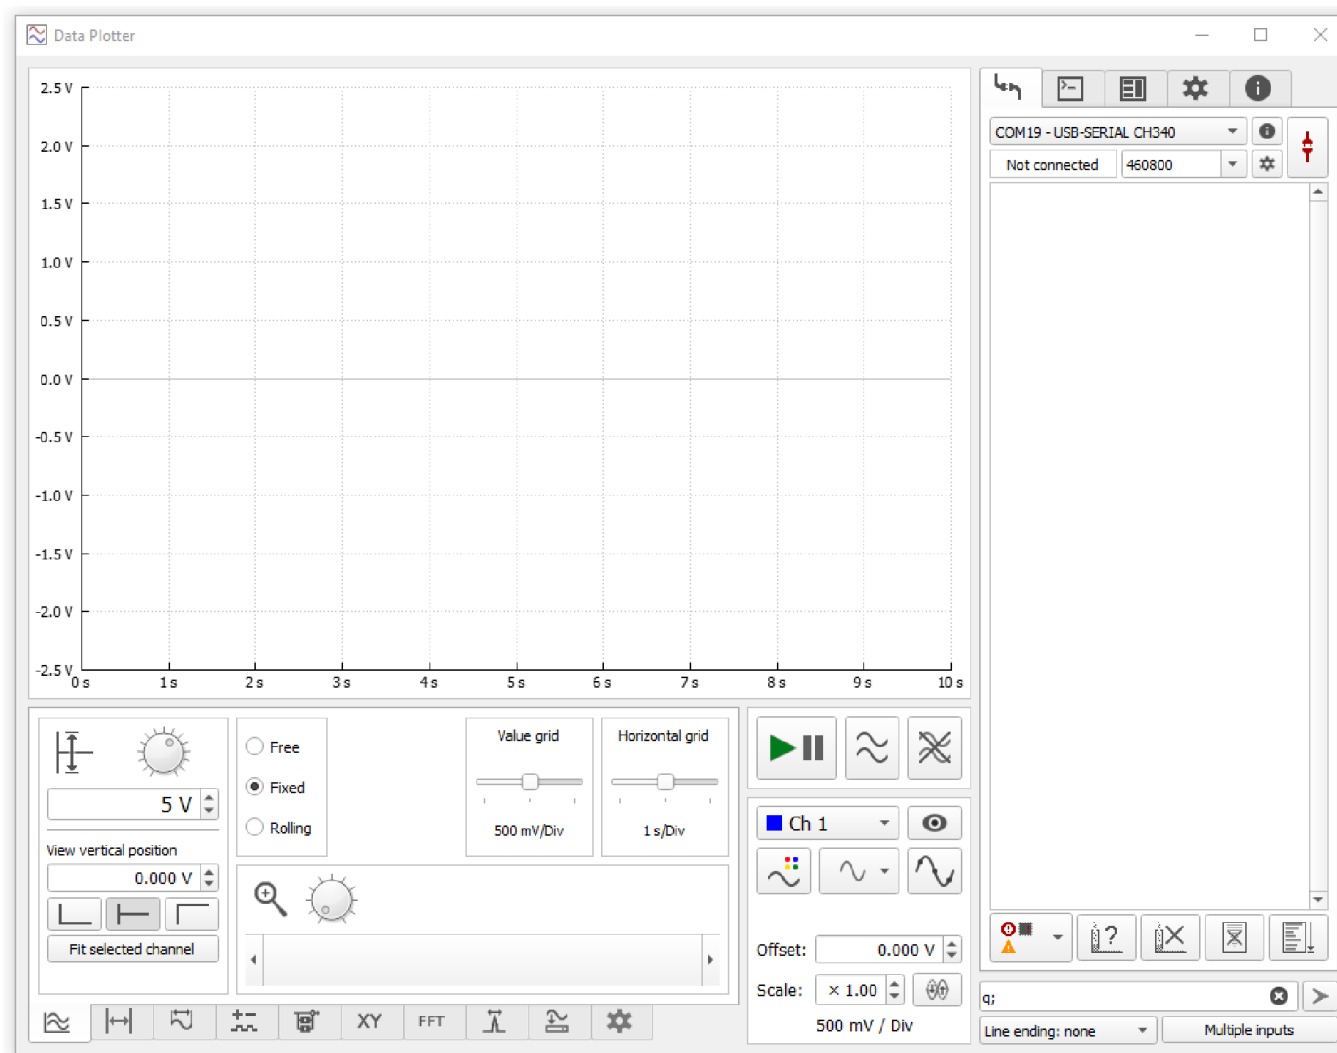 Data Plotter
2.5 V
2.0 V
1.5 V
1.0 V
0.5 V
0.0 V
-0.5 V
-1.0 V
-1.5 V
-2.0 V
-2.5 V
0 s 1 s 2 s 3 s 4 s 5 s 6 s 7 s 8 s 9 s 10 s
COM19 - USB-SERIAL CH340
Not connected 460800
5 V
View vertical position
0.000 V
Fit selected channel
Free
Fixed
Rolling
Value grid
500 mV/Div
Horizontal grid
1 s/Div
XY
FFT
Ch 1
Offset: 0.000 V
Scale: × 1.00
500 mV / Div
q;
Line ending: none
Multiple inputs